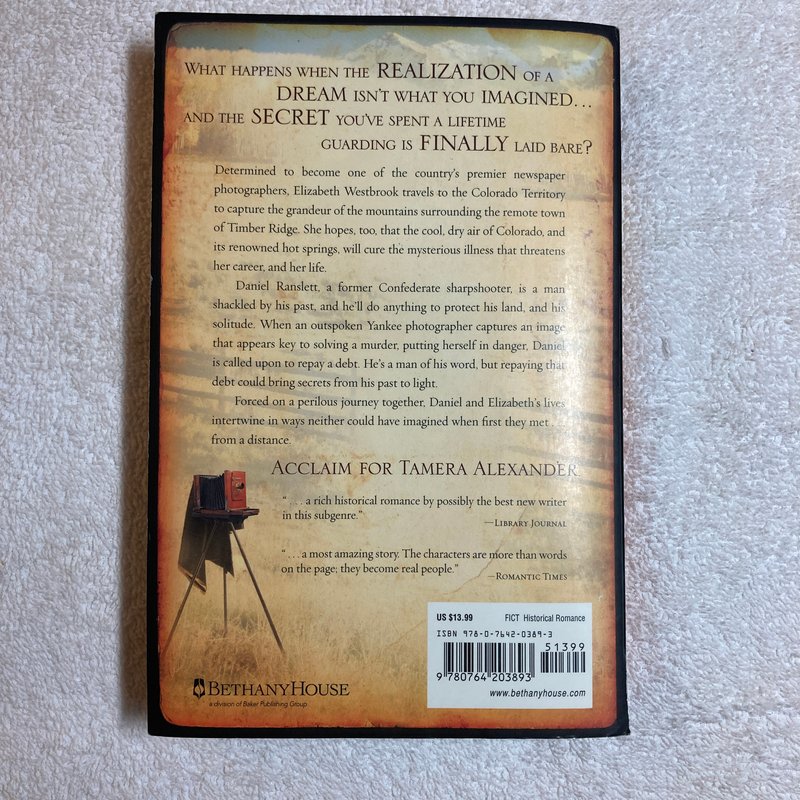 WHAT HAPPENS WHEN THE REALIZATION OF A
DREAM ISN'T WHAT YOU IMAGINED...
AND THE SECRET YOU'VE SPENT A LIFETIME
GUARDING IS FINALLY LAID BARE?
Determined to become one of the country's premier newspaper
photographers, Elizabeth Westbrook travels to the Colorado Territory
to capture the grandeur of the mountains surrounding the remote town
of Timber Ridge. She hopes, too, that the cool, dry air of Colorado, and
its renowned hot springs, will cure the mysterious illness that threatens
her career, and her life.
Daniel Ranslett, a former Confederate sharpshooter, is a man
shackled by his past, and he'll do anything to protect his land, and his
solitude. When an outspoken Yankee photographer captures an image
that appears key to solving a murder, putting herself in danger, Daniel
is called upon to repay a debt. He's a man of his word, but repaying that
debt could bring secrets from his past to light.
Forced on a perilous journey together, Daniel and Elizabeth's lives
intertwine in ways neither could have imagined when first they met . . .
from a distance.
ACCLAIM FOR TAMERA ALEXANDER
". . . a rich historical romance by possibly the best new writer
in this subgenre."
—LIBRARY JOURNAL
". . . a most amazing story. The characters are more than words
on the page; they become real people."
—ROMANTIC TIMES
US $13.99 FICT Historical Romance
ISBN 978-0-7642-0389-3
51399
9 780764 203893
www.bethanyhouse.com
BETHANYHOUSE
a division of Baker Publishing Group